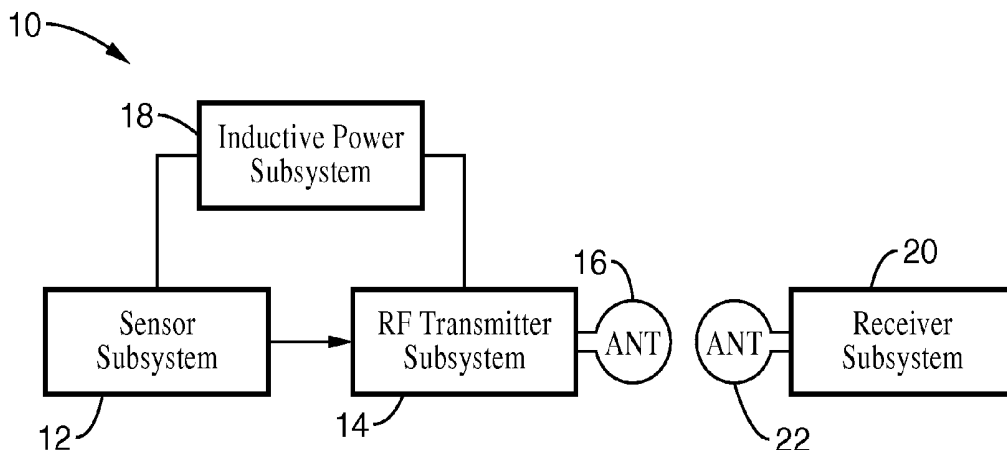 10
18
Inductive Power
Subsystem
16
20
Sensor
Subsystem
RF Transmitter
Subsystem
ANT
ANT
Receiver
Subsystem
12
14
22